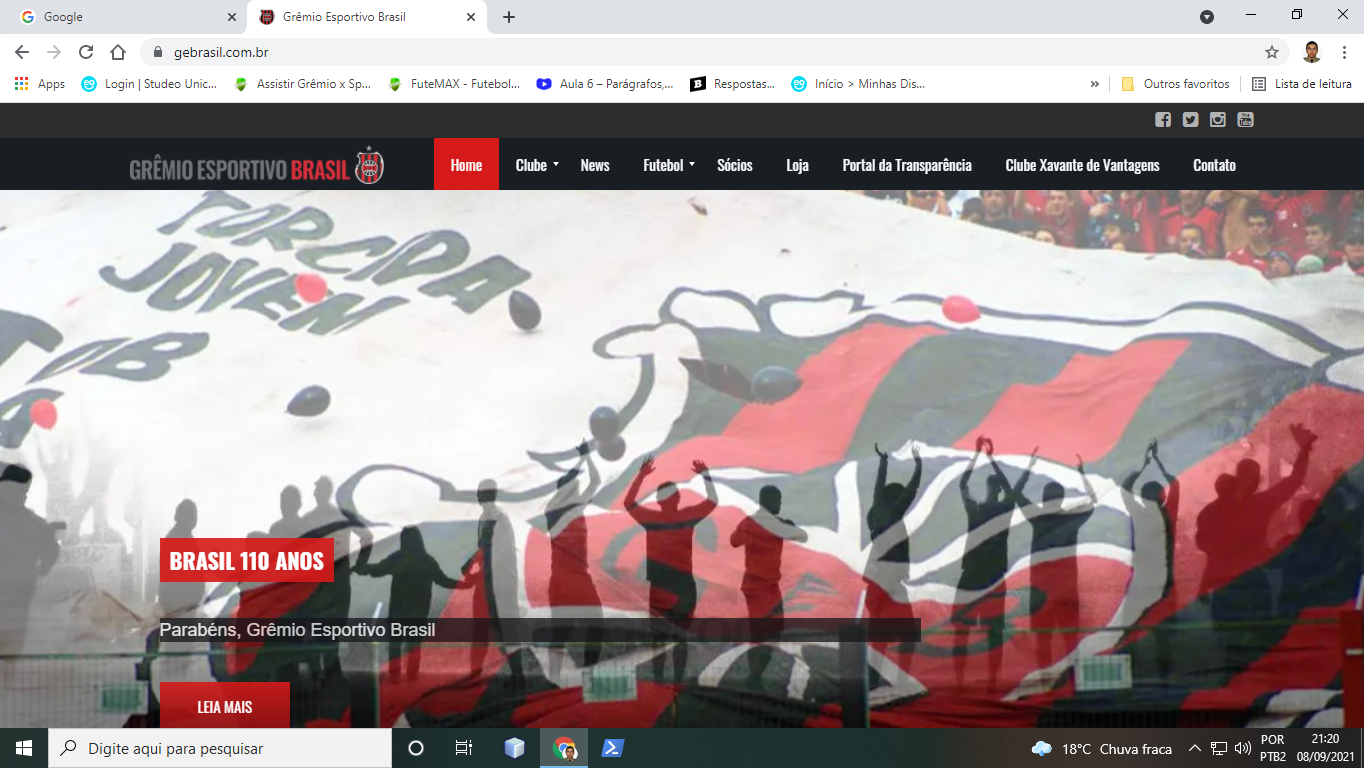 Google
Grêmio Esportivo Brasil
gebrasil.com.br
Apps
Login | Studeo Unic...
Assistir Grêmio x Sp...
FuteMAX - Futebol...
Aula 6 – Parágrafos,...
Respostas...
Início > Minhas Dis...
»
Outros favoritos
Lista de leitura
GRÊMIO ESPORTIVO BRASIL
Home
Clube
News
Futebol
Sócios
Loja
Portal da Transparência
Clube Xavante de Vantagens
Contato
TORCIDA
JOVEM
BRASIL 110 ANOS
Parabéns, Grêmio Esportivo Brasil
LEIA MAIS
Digite aqui para pesquisar
18°C Chuva fraca
POR
PTB2
21:20
08/09/2021